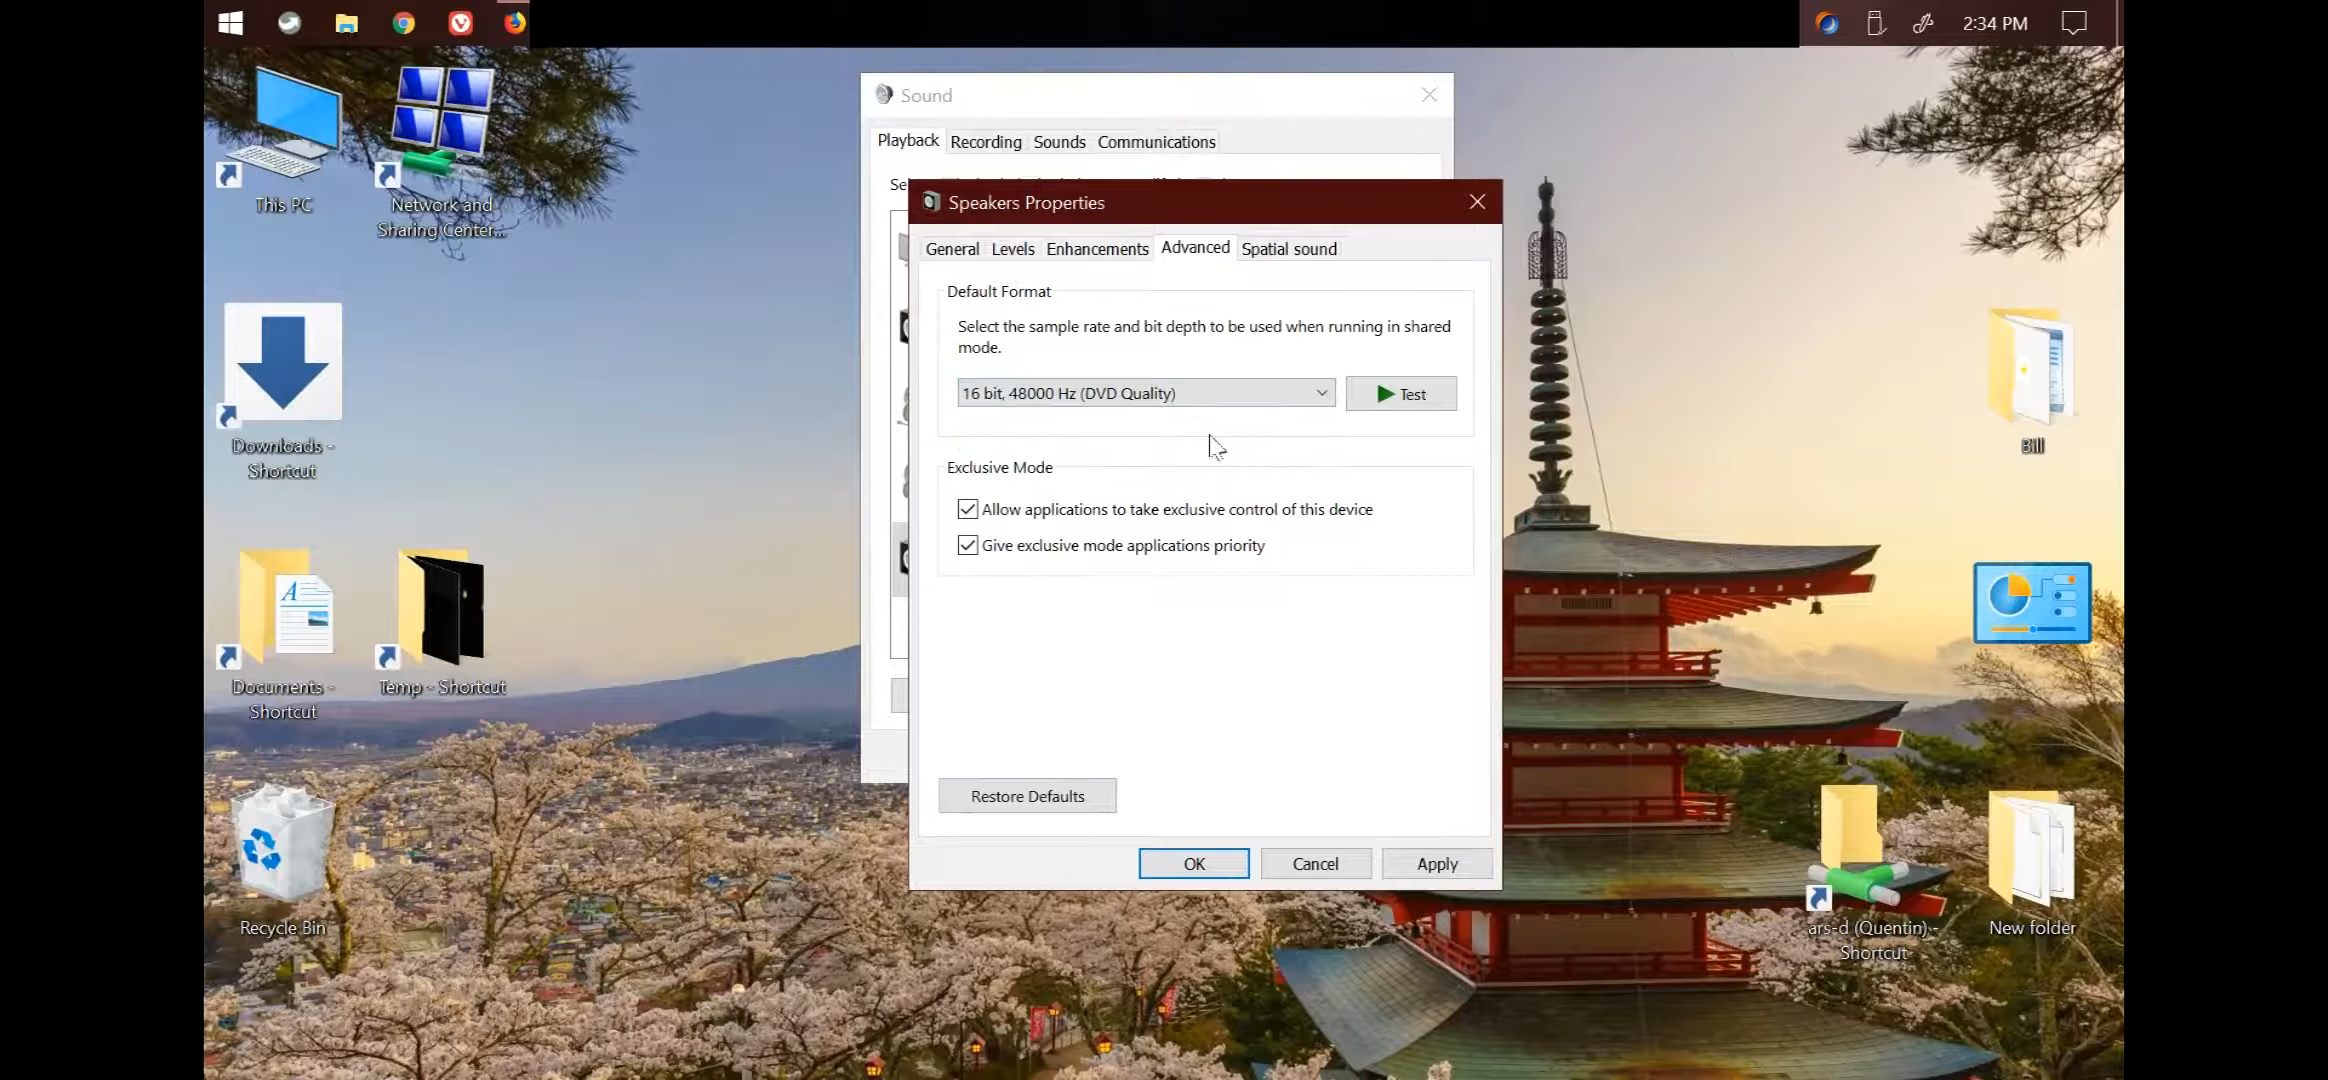 2:34 PM
This PC
Network and
Sharing Center...
Downloads -
Shortcut
Documents -
Shortcut
Temp - Shortcut
Recycle Bin
Sound
Playback Recording Sounds Communications
Speakers Properties
General Levels Enhancements Advanced Spatial sound
Default Format
Select the sample rate and bit depth to be used when running in shared
mode.
16 bit, 48000 Hz (DVD Quality)
Test
Exclusive Mode
Allow applications to take exclusive control of this device
Give exclusive mode applications priority
Restore Defaults
OK Cancel Apply
Bill
ars-d (Quentin) -
Shortcut
New folder